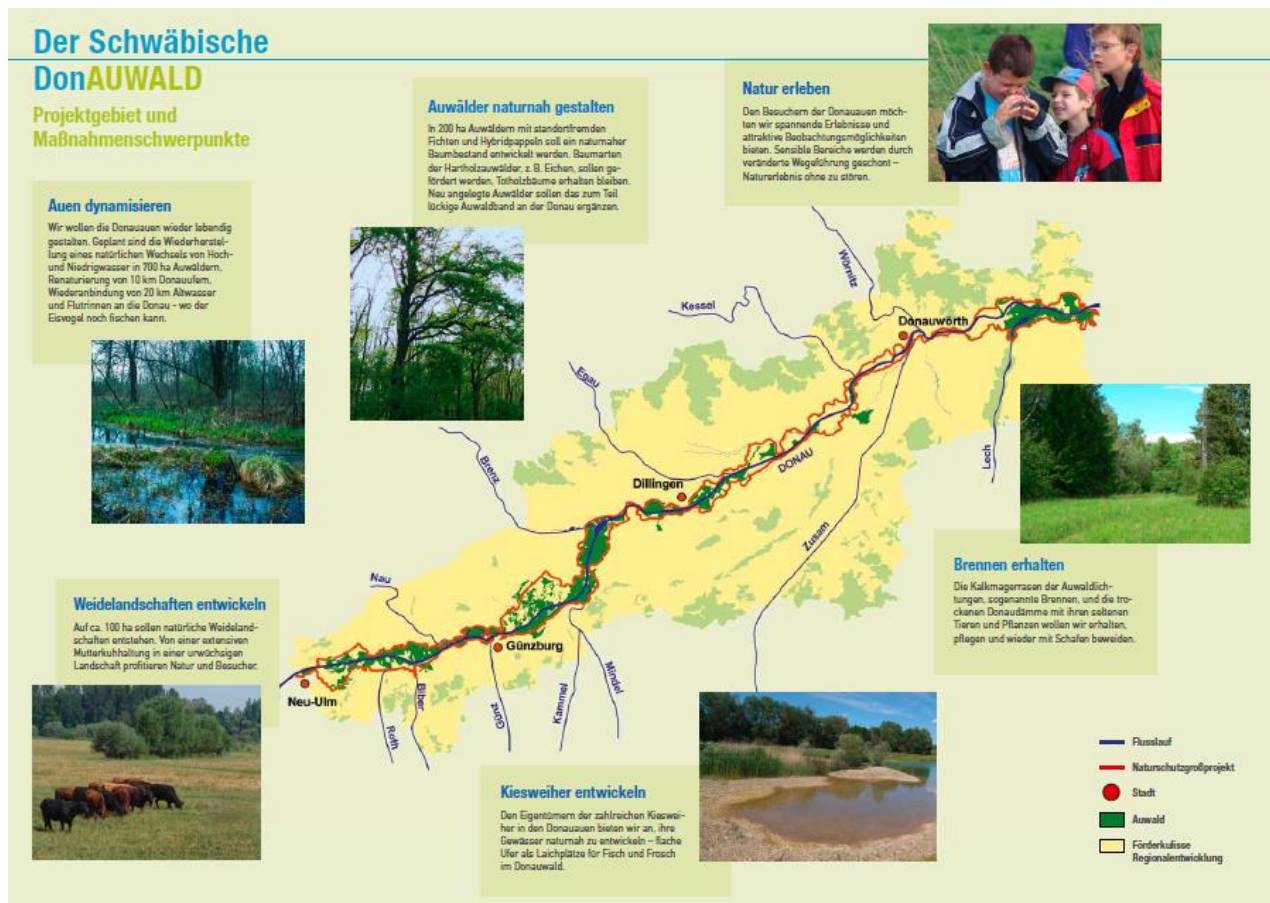 Der Schwäbische
DonAUWALD
Projektgebiet und
Maßnahmenschwerpunkte
Auen dynamisieren
Wir wollen die Donauauen wieder lebendig
gestalten. Geplant sind die Wiederherstel-
lung eines natürlichen Wechsels von Hoch-
und Niedrigwasser in 700 ha Auwäldern,
Renaturierung von 10 km Donauufern,
Wiederanbindung von 20 km Altwasser
und Flutrinnen an die Donau - wo der
Eisvogel noch fischen kann.
Auwälder naturnah gestalten
In 200 ha Auwäldern mit standortfremden
Fichten und Hybridpappeln soll ein naturnaher
Baumbestand entwickelt werden. Baumarten
der Hartholzauwälder, z. B. Eichen, sollen ge-
fördert werden, Totholzbäume erhalten bleiben.
Neu angelegte Auwälder sollen das zum Teil
lückige Auwaldband an der Donau ergänzen.
Natur erleben
Den Besuchern der Donauauen möch-
ten wir spannende Erlebnisse und
attraktive Beobachtungsmöglichkeiten
bieten. Sensible Bereiche werden durch
veränderte Wegeführung geschont –
Naturerlebnis ohne zu stören.
Wörnitz
Kessel
Donauwörth
Egau
Lech
Brenz
DONAU
Dillingen
Zusam
Nau
Günzburg
Neu-Ulm
Roth
Biber
Günz
Kammel
Mindel
Brennen erhalten
Die Kalkmagerrasen der Auwaldlich-
tungen, sogenannte Brennen, und die tro-
ckenen Donaudämme mit ihren seltenen
Tieren und Pflanzen wollen wir erhalten,
pflegen und wieder mit Schafen beweiden.
Weidelandschaften entwickeln
Auf ca. 100 ha sollen natürliche Weideland-
schaften entstehen. Von einer extensiven
Mutterkuhhaltung in einer urwüchsigen
Landschaft profitieren Natur und Besucher.
Kiesweiher entwickeln
Den Eigentümern der zahlreichen Kieswei-
her in den Donauauen bieten wir an, ihre
Gewässer naturnah zu entwickeln – flache
Ufer als Laichplätze für Fisch und Frosch
im Donauwald.
Flusslauf
Naturschutzgroßprojekt
Stadt
Auwald
Förderkulisse
Regionalentwicklung